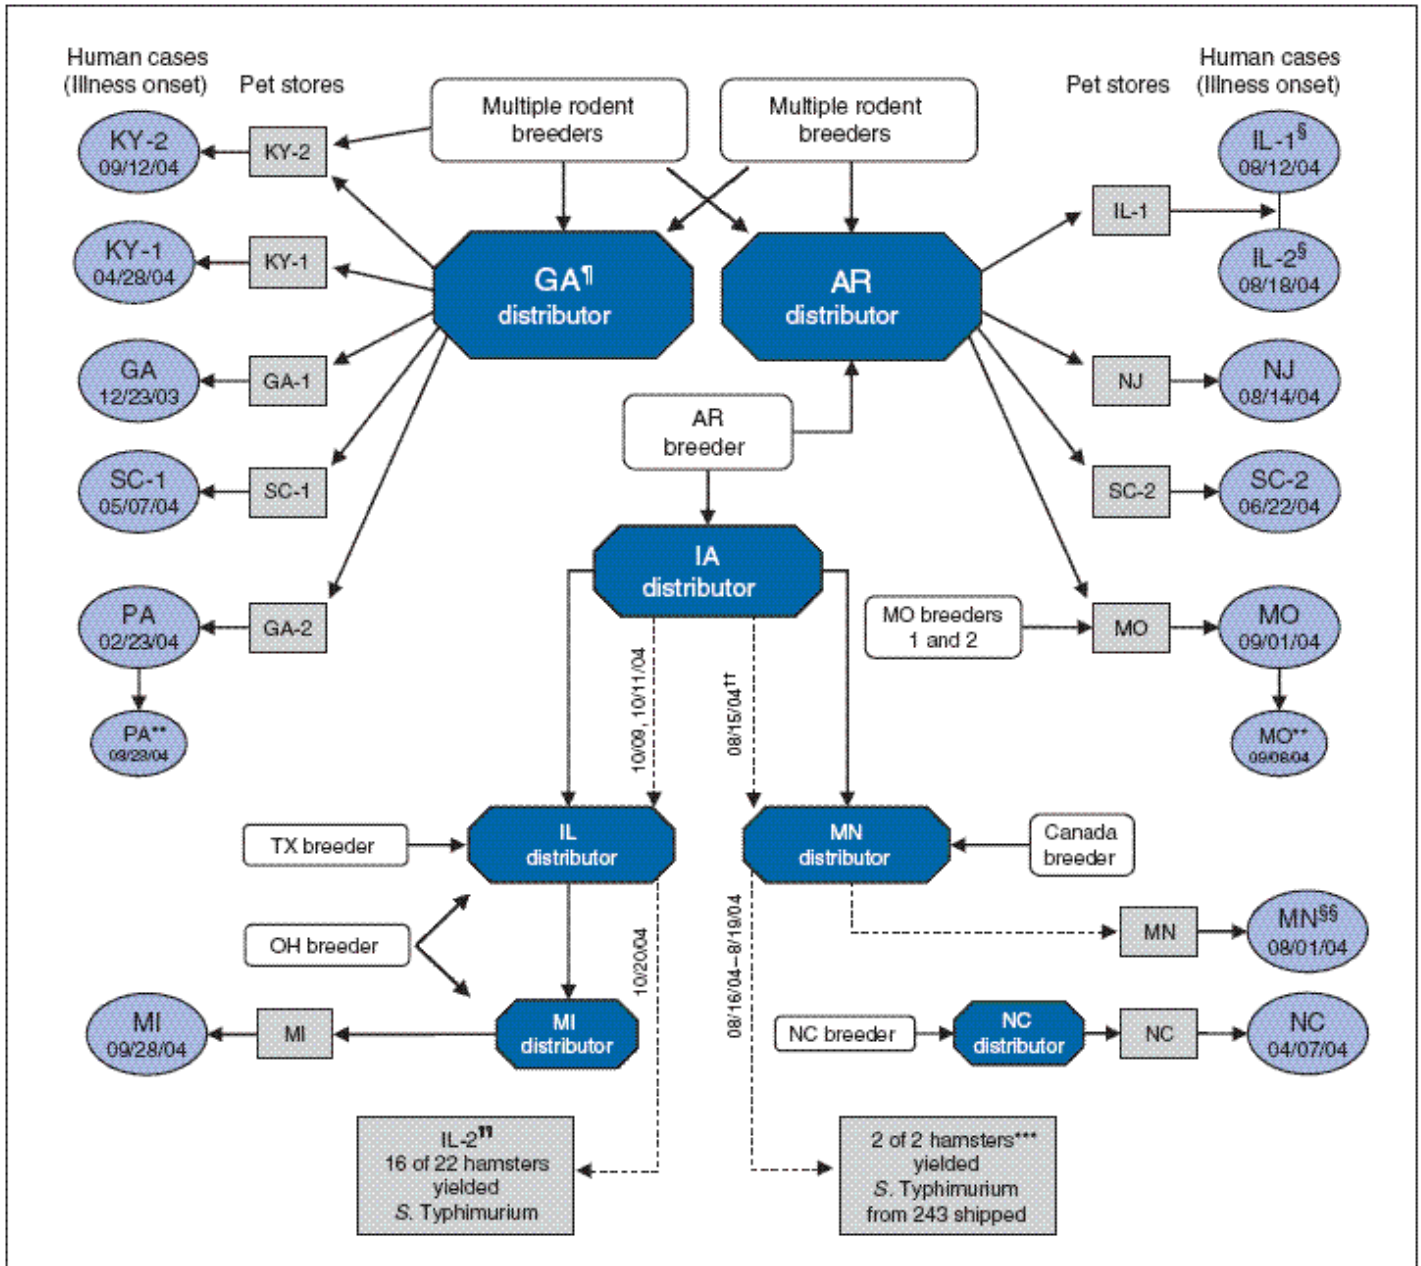 Human cases
(Illness onset)
Pet stores
Multiple rodent
breeders
Multiple rodent
breeders
Pet stores
Human cases
(Illness onset)
KY-2
09/12/04
KY-2
IL-1§
08/12/04
IL-1
IL-2§
08/18/04
KY-1
04/28/04
KY-1
GA¶
distributor
AR
distributor
GA
12/23/03
GA-1
NJ
NJ
08/14/04
AR
breeder
SC-1
05/07/04
SC-1
SC-2
SC-2
06/22/04
IA
distributor
PA
02/23/04
GA-2
MO breeders
1 and 2
MO
MO
09/01/04
10/09, 10/11/04
08/15/04††
PA**
MO**
09/08/04
TX breeder
IL
distributor
MN
distributor
Canada
breeder
OH breeder
10/20/04
08/16/04–8/19/04
MN
MN§§
08/01/04
MI
09/28/04
MI
MI
distributor
NC breeder
NC
distributor
NC
NC
04/07/04
IL-2¶¶
16 of 22 hamsters
yielded
S. Typhimurium
2 of 2 hamsters***
yielded
S. Typhimurium
from 243 shipped